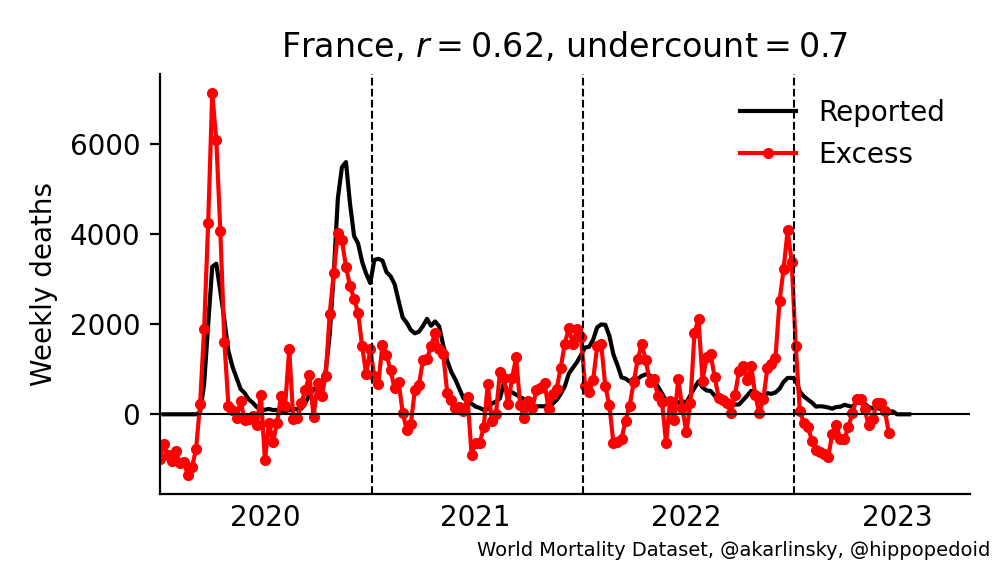 France, r = 0.62, undercount = 0.7
Reported
Excess
Weekly deaths
6000
4000
2000
0
2020 2021 2022 2023
World Mortality Dataset, @akarlinsky, @hippopedoid